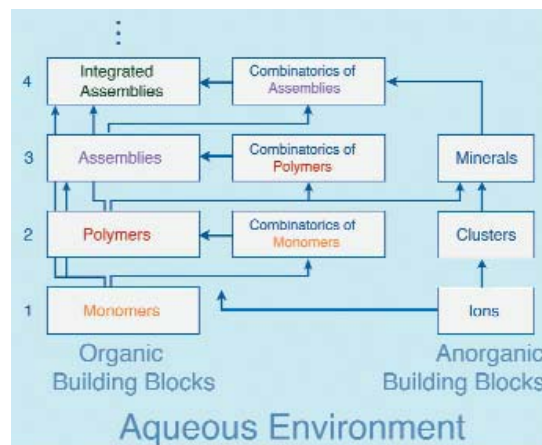 4
Integrated
Assemblies
Combinatorics of
Assemblies
3
Assemblies
Combinatorics of
Polymers
Minerals
2
Polymers
Combinatorics of
Monomers
Clusters
1
Monomers
Ions
Organic
Building Blocks
Anorganic
Building Blocks
Aqueous Environment